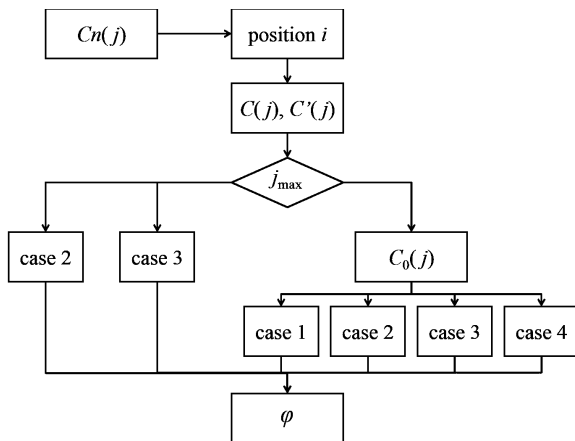 Cn(j)
position i
C(j), C’(j)
jmax
case 2
case 3
C0(j)
case 1
case 2
case 3
case 4
φ